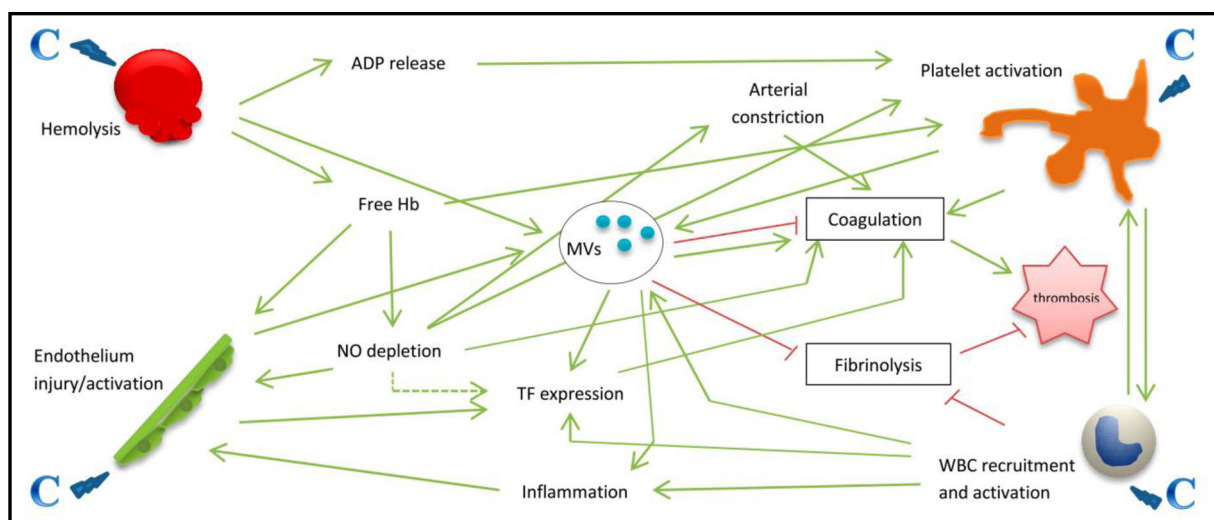 C
C
ADP release
Platelet activation
Arterial
constriction
Hemolysis
Free Hb
Coagulation
MVs
thrombosis
Endothelium
injury/activation
NO depletion
Fibrinolysis
TF expression
WBC recruitment
and activation
Inflammation
C
C